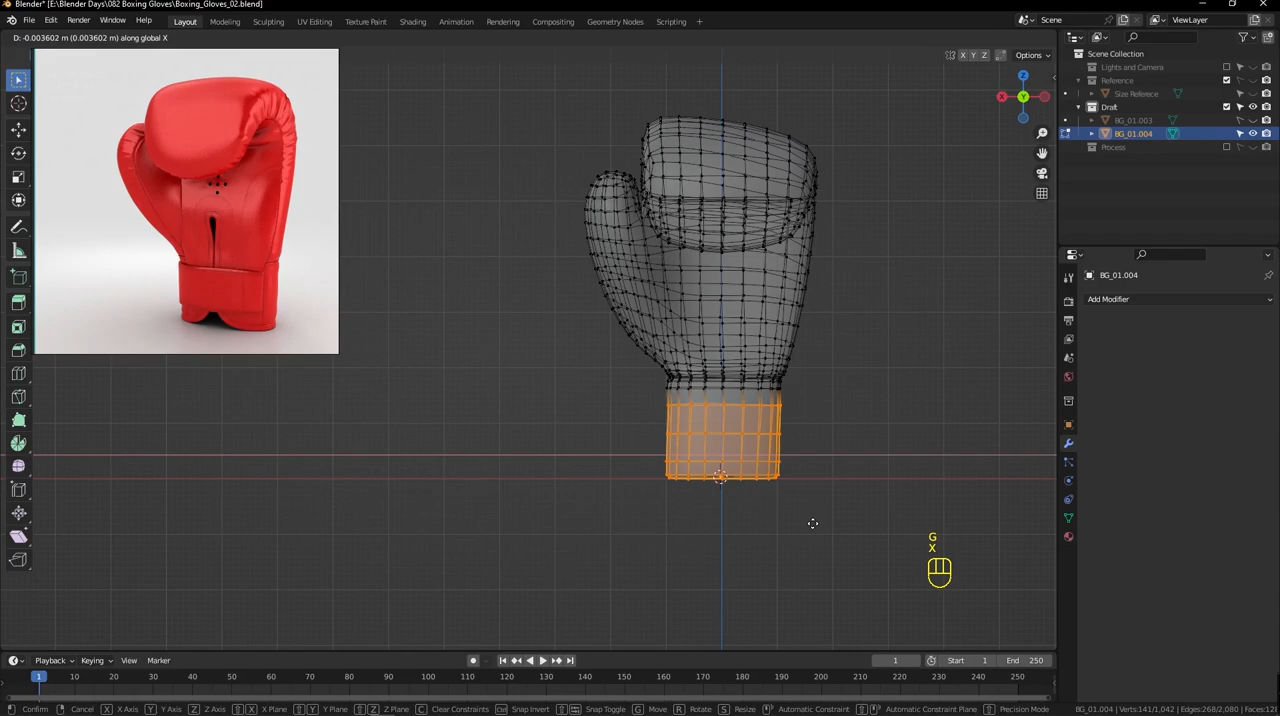 Blender* [E:\Blender Days\082 Boxing Gloves\Boxing_Gloves_02.blend]
File Edit Render Window Help Layout Modeling Sculpting UV Editing Texture Paint Shading Animation Rendering Compositing Geometry Nodes Scripting + Scene ViewLayer
D: -0.003602 m (0.003602 m) along global X
X Y Z Options
Scene Collection
Lights and Camera
Reference
Size Referece
Draft
BG_01.003
BG_01.004
Process
Z
X
Y
BG_01.004
Add Modifier
G
X
Playback Keying View Marker 1 Start 1 End 250
1 10 20 30 40 50 60 70 80 90 100 110 120 130 140 150 160 170 180 190 200 210 220 230 240 250
Confirm Cancel X X Axis Y Y Axis Z Z Axis X X Plane Y Y Plane Z Z Plane C Clear Constraints Snap Invert Snap Toggle G Move R Rotate S Resize Automatic Constraint Automatic Constraint Plane Precision Mode BG_01.004 | Verts:141/1,042 | Edges:268/2,080 | Faces:128